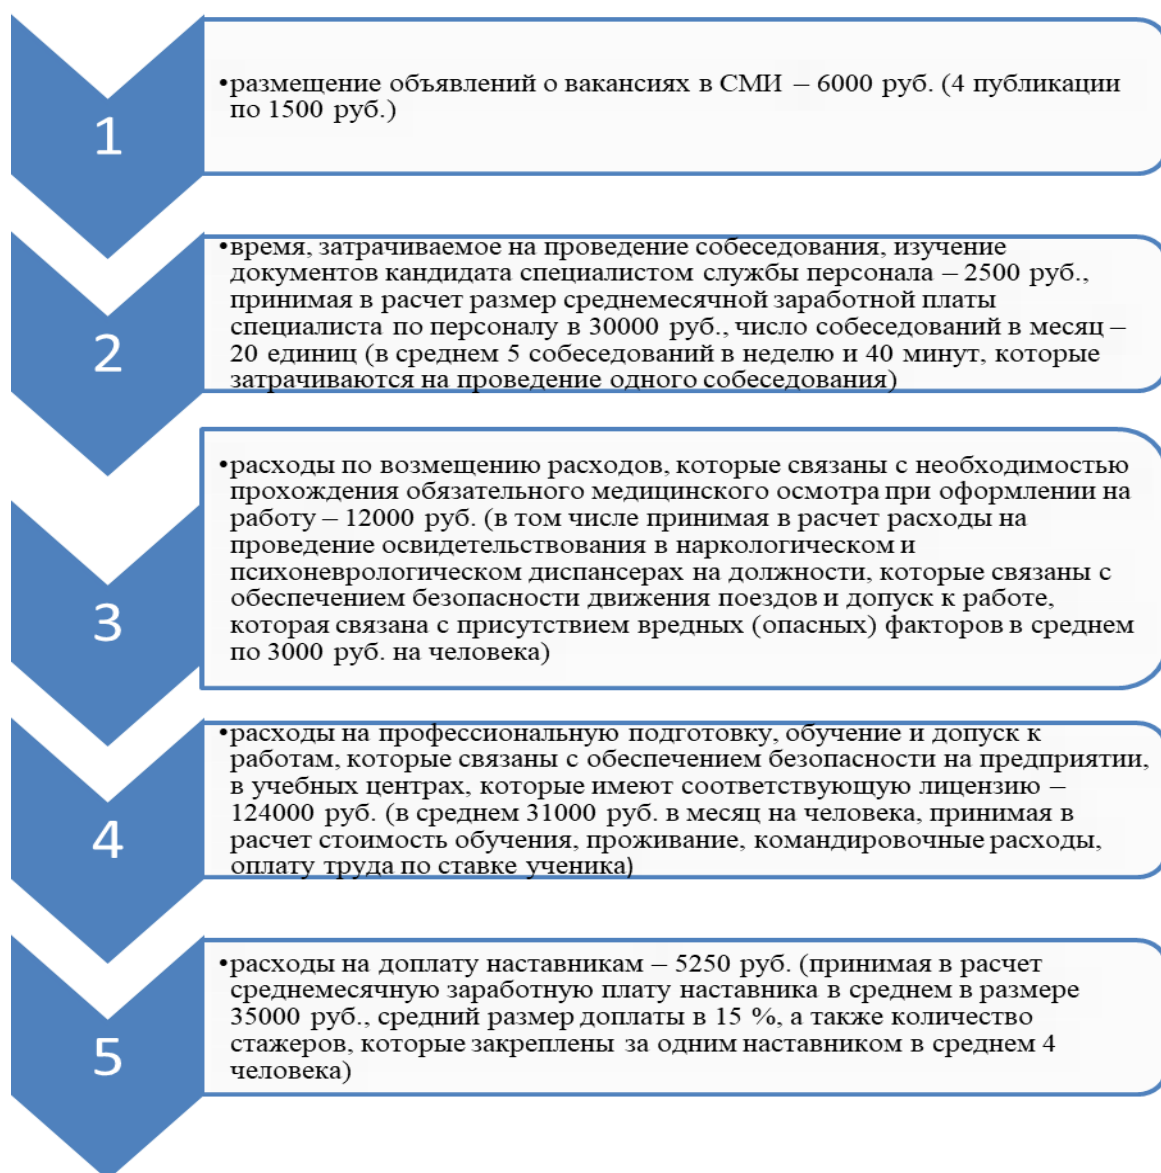 1
•размещение объявлений о вакансиях в СМИ – 6000 руб. (4 публикации
по 1500 руб.)
2
•время, затрачиваемое на проведение собеседования, изучение
документов кандидата специалистом службы персонала – 2500 руб.,
принимая в расчет размер среднемесячной заработной платы
специалиста по персоналу в 30000 руб., число собеседований в месяц –
20 единиц (в среднем 5 собеседований в неделю и 40 минут, которые
затрачиваются на проведение одного собеседования)
3
•расходы по возмещению расходов, которые связаны с необходимостью
прохождения обязательного медицинского осмотра при оформлении на
работу – 12000 руб. (в том числе принимая в расчет расходы на
проведение освидетельствования в наркологическом и
психоневрологическом диспансерах на должности, которые связаны с
обеспечением безопасности движения поездов и допуск к работе,
которая связана с присутствием вредных (опасных) факторов в среднем
по 3000 руб. на человека)
4
•расходы на профессиональную подготовку, обучение и допуск к
работам, которые связаны с обеспечением безопасности на предприятии,
в учебных центрах, которые имеют соответствующую лицензию –
124000 руб. (в среднем 31000 руб. в месяц на человека, принимая в
расчет стоимость обучения, проживание, командировочные расходы,
оплату труда по ставке ученика)
5
•расходы на доплату наставникам – 5250 руб. (принимая в расчет
среднемесячную заработную плату наставника в среднем в размере
35000 руб., средний размер доплаты в 15 %, а также количество
стажеров, которые закреплены за одним наставником в среднем 4
человека)